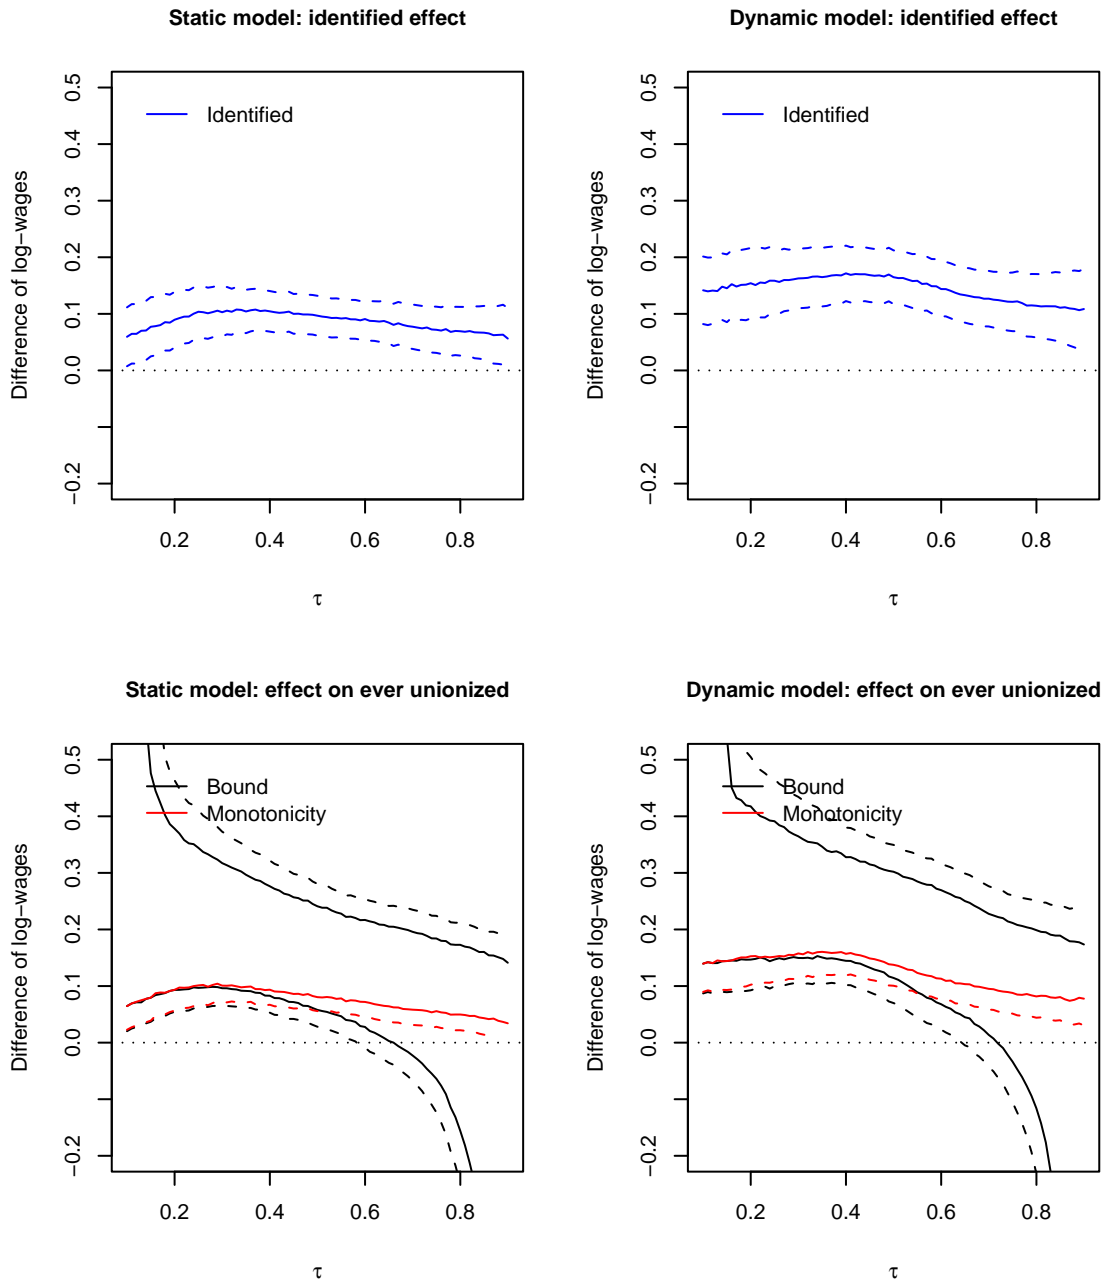 Static model: identified effect
Difference of log−wages
0.5
0.4
0.3
0.2
0.1
0.0
−0.2
Identified
0.2 0.4 0.6 0.8
τ
Dynamic model: identified effect
Difference of log−wages
0.5
0.4
0.3
0.2
0.1
0.0
−0.2
Identified
0.2 0.4 0.6 0.8
τ
Static model: effect on ever unionized
Difference of log−wages
0.5
0.4
0.3
0.2
0.1
0.0
−0.2
Bound
Monotonicity
0.2 0.4 0.6 0.8
τ
Dynamic model: effect on ever unionized
Difference of log−wages
0.5
0.4
0.3
0.2
0.1
0.0
−0.2
Bound
Monotonicity
0.2 0.4 0.6 0.8
τ